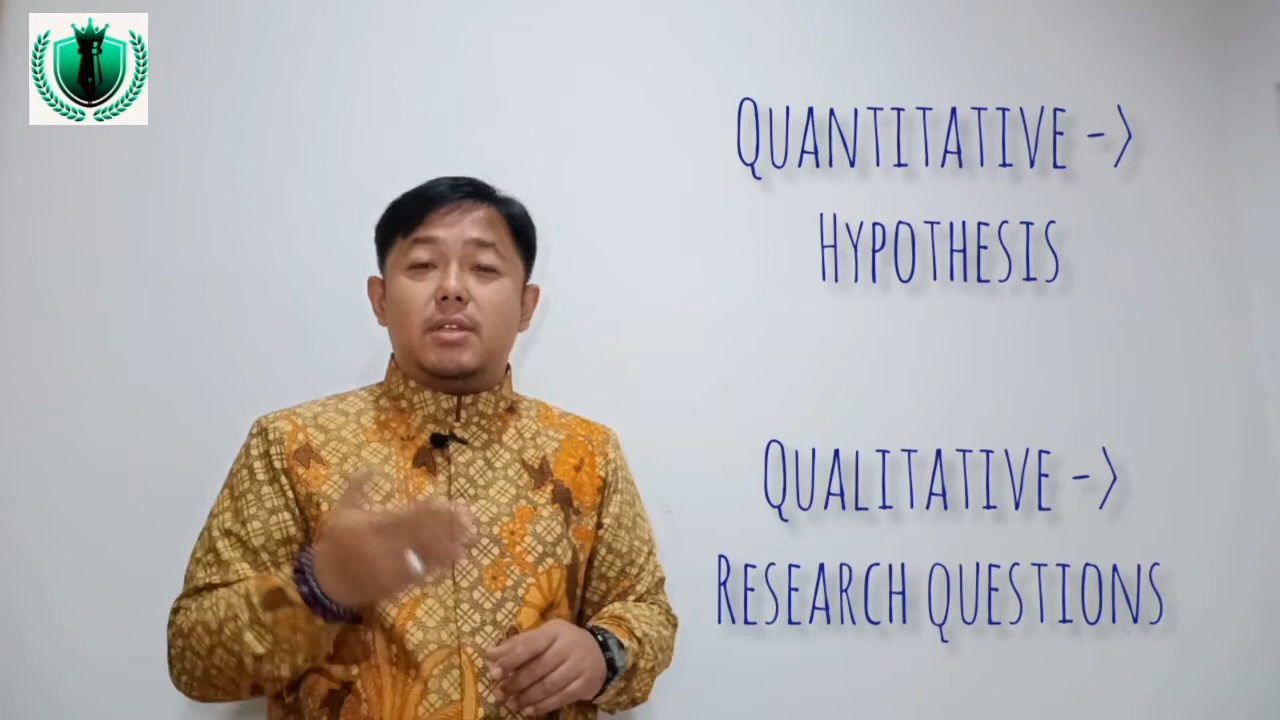 Quantitative ->
Hypothesis
Qualitative ->
Research questions